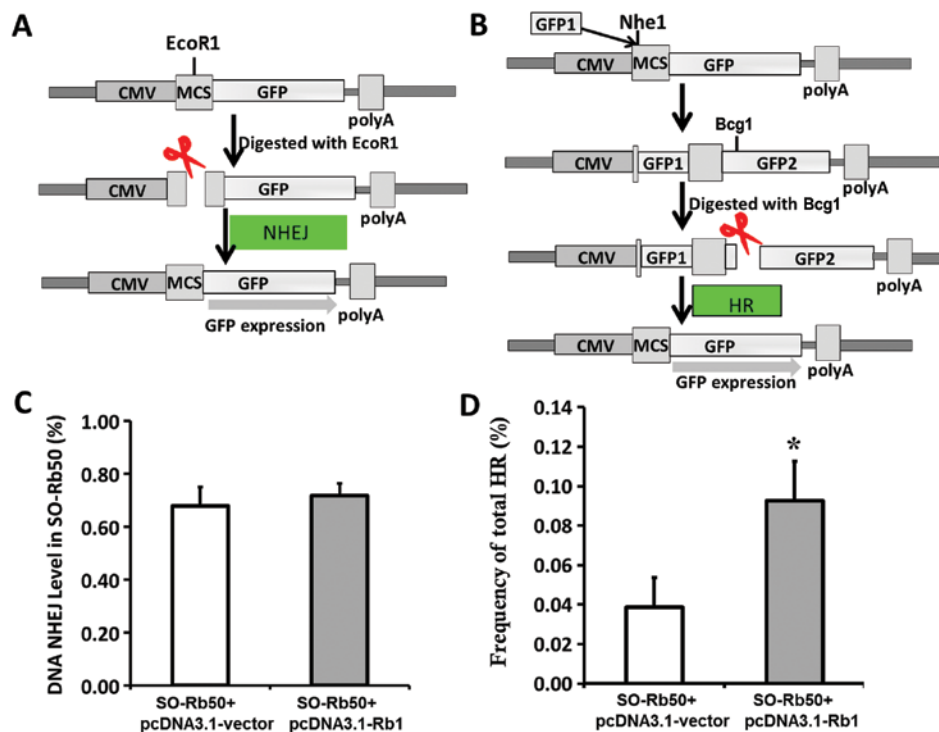 A
EcoR1
CMV
MCS
GFP
polyA
Digested with EcoR1
CMV
GFP
polyA
NHEJ
CMV
MCS
GFP
polyA
GFP expression
B
GFP1
Nhe1
CMV
MCS
GFP
polyA
Bcg1
CMV
GFP1
GFP2
polyA
Digested with Bcg1
CMV
GFP1
GFP2
polyA
HR
CMV
MCS
GFP
polyA
GFP expression
C
DNA NHEJ Level in SO-Rb50 (%)
1.00
0.80
0.60
0.40
0.20
0.00
SO-Rb50+
pcDNA3.1-vector
SO-Rb50+
pcDNA3.1-Rb1
D
Frequency of total HR (%)
0.14
0.12
0.10
0.08
0.06
0.04
0.02
0.00
*
SO-Rb50+
pcDNA3.1-vector
SO-Rb50+
pcDNA3.1-Rb1